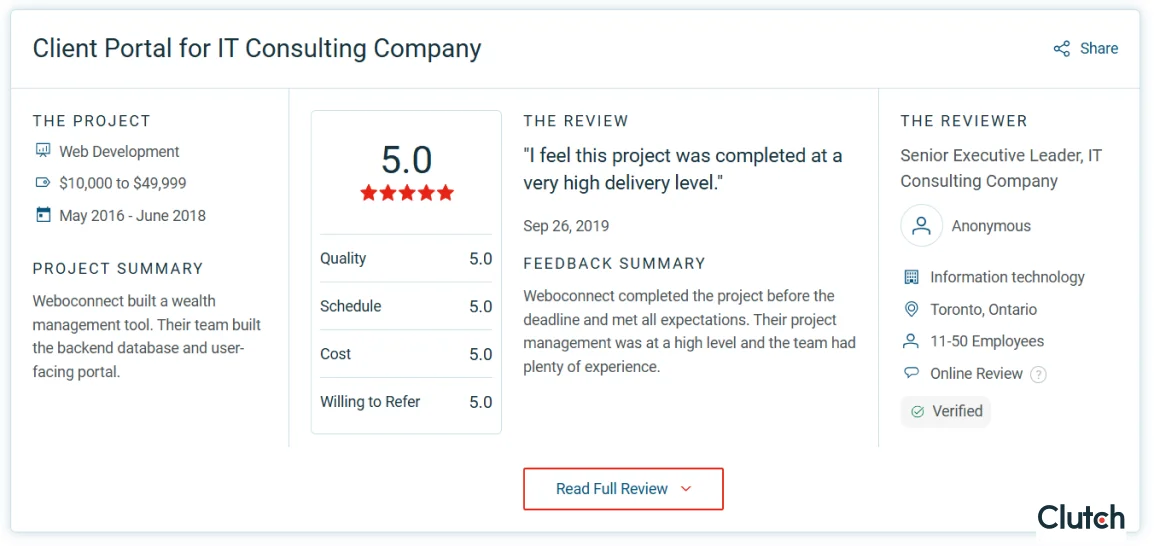 Client Portal for IT Consulting Company
Share
THE PROJECT
Web Development
$10,000 to $49,999
May 2016 - June 2018
PROJECT SUMMARY
Weboconnect built a wealth
management tool. Their team built
the backend database and user-
facing portal.
5.0
Quality 5.0
Schedule 5.0
Cost 5.0
Willing to Refer 5.0
THE REVIEW
"I feel this project was completed at a
very high delivery level."
Sep 26, 2019
FEEDBACK SUMMARY
Weboconnect completed the project before the
deadline and met all expectations. Their project
management was at a high level and the team had
plenty of experience.
THE REVIEWER
Senior Executive Leader, IT
Consulting Company
Anonymous
Information technology
Toronto, Ontario
11-50 Employees
Online Review ?
Verified
Read Full Review
Clutch